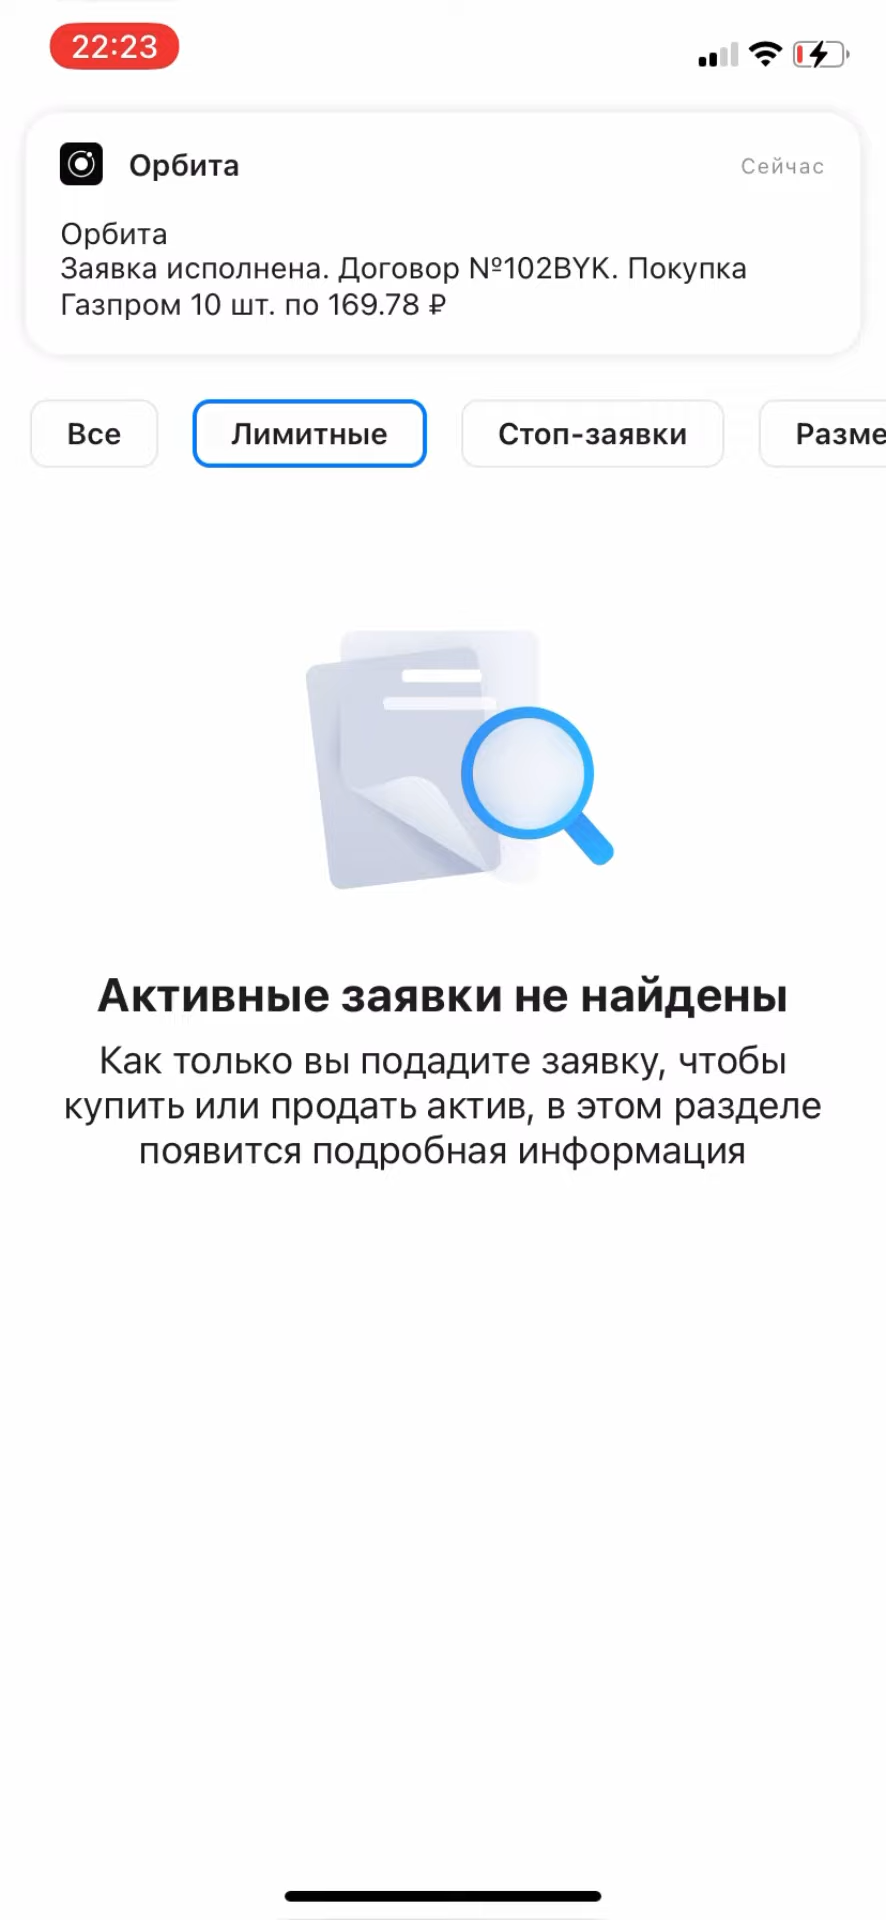 22:23
Орбита
Сейчас
Орбита
Заявка исполнена. Договор №102BYK. Покупка
Газпром 10 шт. по 169.78 ₽
Все
Лимитные
Стоп-заявки
Разме
Активные заявки не найдены
Как только вы подадите заявку, чтобы
купить или продать актив, в этом разделе
появится подробная информация